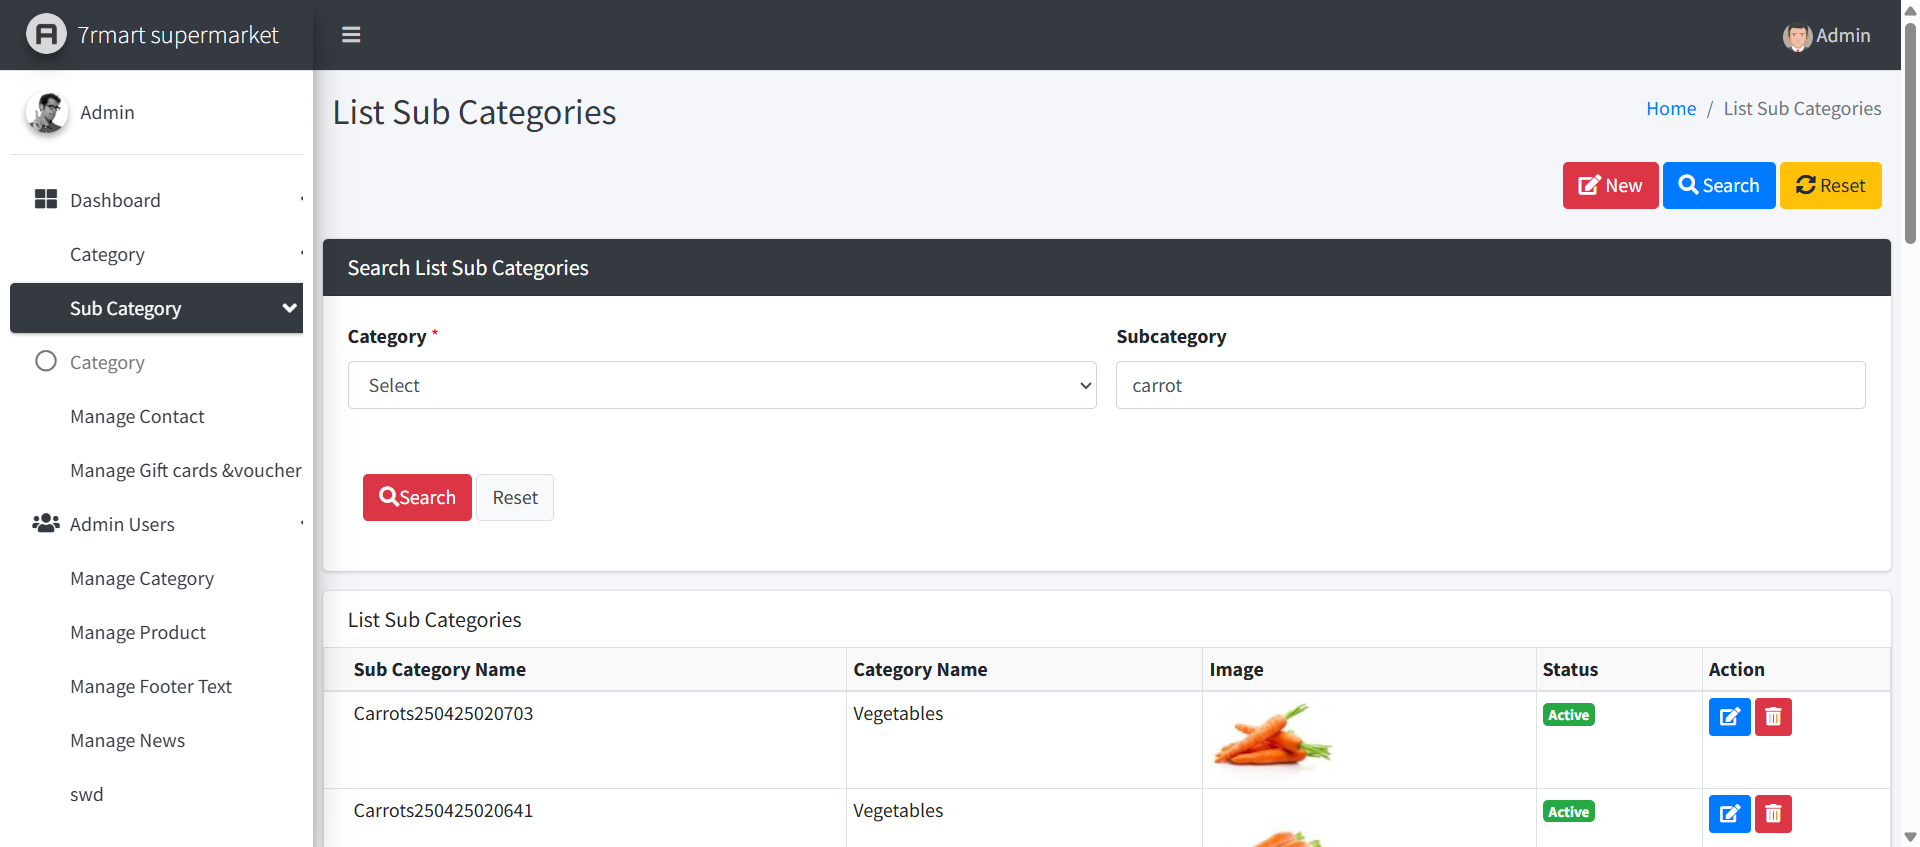 7rmart supermarket
Admin
Admin
List Sub Categories
Home / List Sub Categories
New
Search
Reset
Dashboard
Category
Sub Category
Category
Manage Contact
Manage Gift cards &voucher
Admin Users
Manage Category
Manage Product
Manage Footer Text
Manage News
swd
Search List Sub Categories
Category *
Subcategory
Select
carrot
Search
Reset
List Sub Categories
Sub Category Name Category Name Image Status Action
Carrots250425020703 Vegetables Active
Carrots250425020641 Vegetables Active